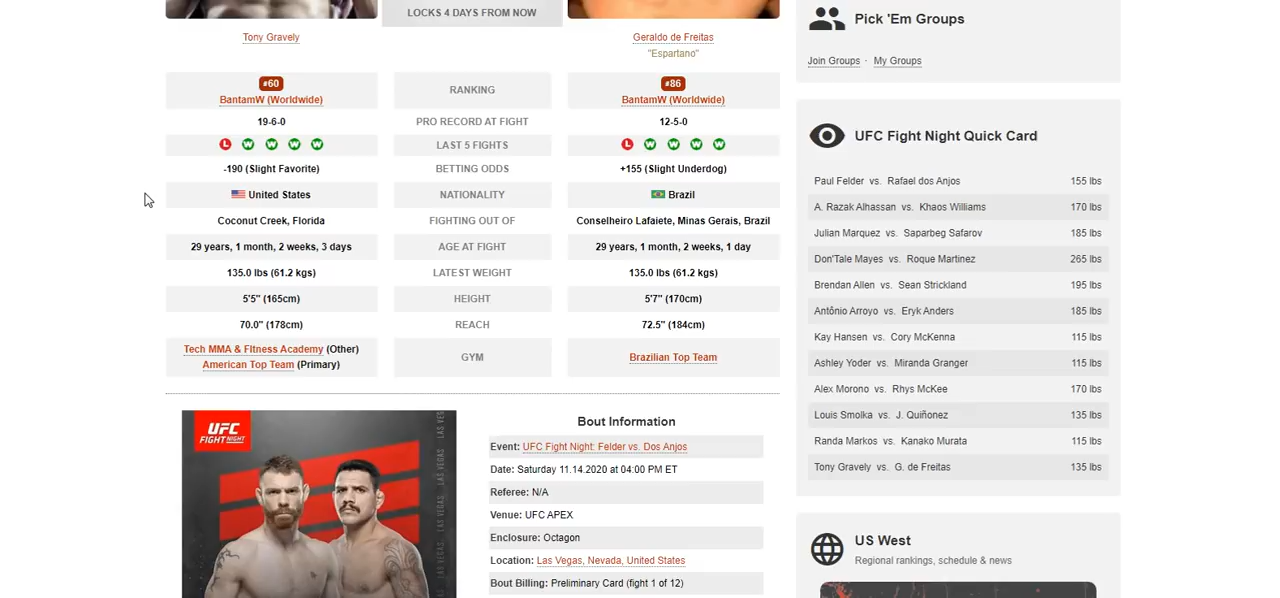 LOCKS 4 DAYS FROM NOW
Tony Gravely
Geraldo de Freitas
"Espartano"
#60
BantamW (Worldwide)
RANKING
#86
BantamW (Worldwide)
19-6-0
PRO RECORD AT FIGHT
12-5-0
L W W W W
LAST 5 FIGHTS
L W W W W
-190 (Slight Favorite)
BETTING ODDS
+155 (Slight Underdog)
United States
NATIONALITY
Brazil
Coconut Creek, Florida
FIGHTING OUT OF
Conselheiro Lafaiete, Minas Gerais, Brazil
29 years, 1 month, 2 weeks, 3 days
AGE AT FIGHT
29 years, 1 month, 2 weeks, 1 day
135.0 lbs (61.2 kgs)
LATEST WEIGHT
135.0 lbs (61.2 kgs)
5'5" (165cm)
HEIGHT
5'7" (170cm)
70.0" (178cm)
REACH
72.5" (184cm)
Tech MMA & Fitness Academy (Other)
American Top Team (Primary)
GYM
Brazilian Top Team
UFC
FIGHT NIGHT
LAS VEGAS
Bout Information
Event: UFC Fight Night: Felder vs. Dos Anjos
Date: Saturday 11.14.2020 at 04:00 PM ET
Referee: N/A
Venue: UFC APEX
Enclosure: Octagon
Location: Las Vegas, Nevada, United States
Bout Billing: Preliminary Card (fight 1 of 12)
Pick 'Em Groups
Join Groups · My Groups
UFC Fight Night Quick Card
Paul Felder vs. Rafael dos Anjos 155 lbs
A. Razak Alhassan vs. Khaos Williams 170 lbs
Julian Marquez vs. Saparbeg Safarov 185 lbs
Don'Tale Mayes vs. Roque Martinez 265 lbs
Brendan Allen vs. Sean Strickland 195 lbs
Antônio Arroyo vs. Eryk Anders 185 lbs
Kay Hansen vs. Cory McKenna 115 lbs
Ashley Yoder vs. Miranda Granger 115 lbs
Alex Morono vs. Rhys McKee 170 lbs
Louis Smolka vs. J. Quiñonez 135 lbs
Randa Markos vs. Kanako Murata 115 lbs
Tony Gravely vs. G. de Freitas 135 lbs
US West
Regional rankings, schedule & news